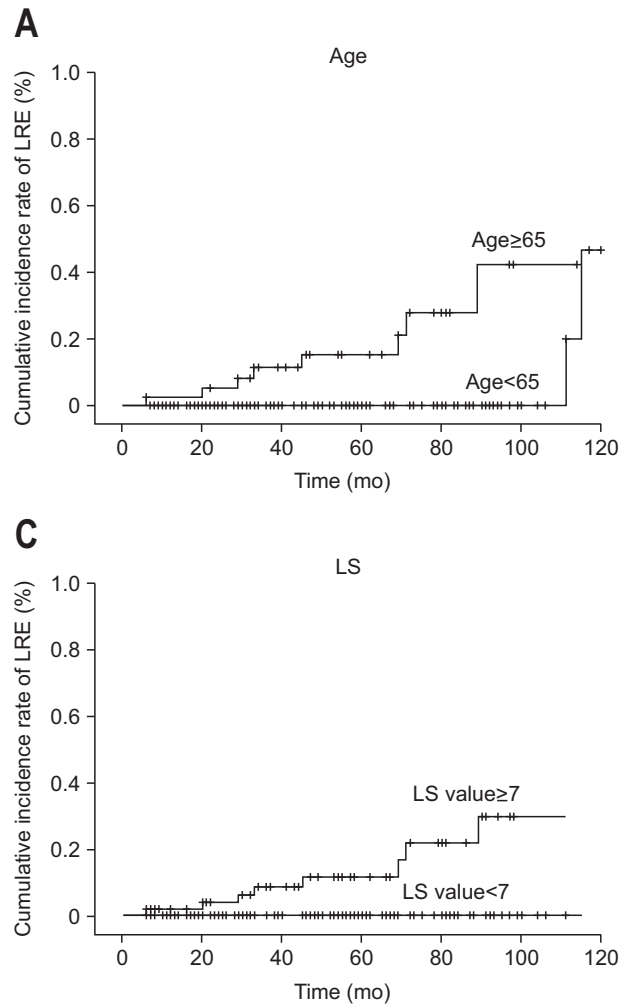 A
Age
Cumulative incidence rate of LRE (%)
1.0
0.8
0.6
0.4
0.2
0
Age≥65
Age<65
0 20 40 60 80 100 120
Time (mo)
C
LS
Cumulative incidence rate of LRE (%)
1.0
0.8
0.6
0.4
0.2
0
LS value≥7
LS value<7
0 20 40 60 80 100 120
Time (mo)